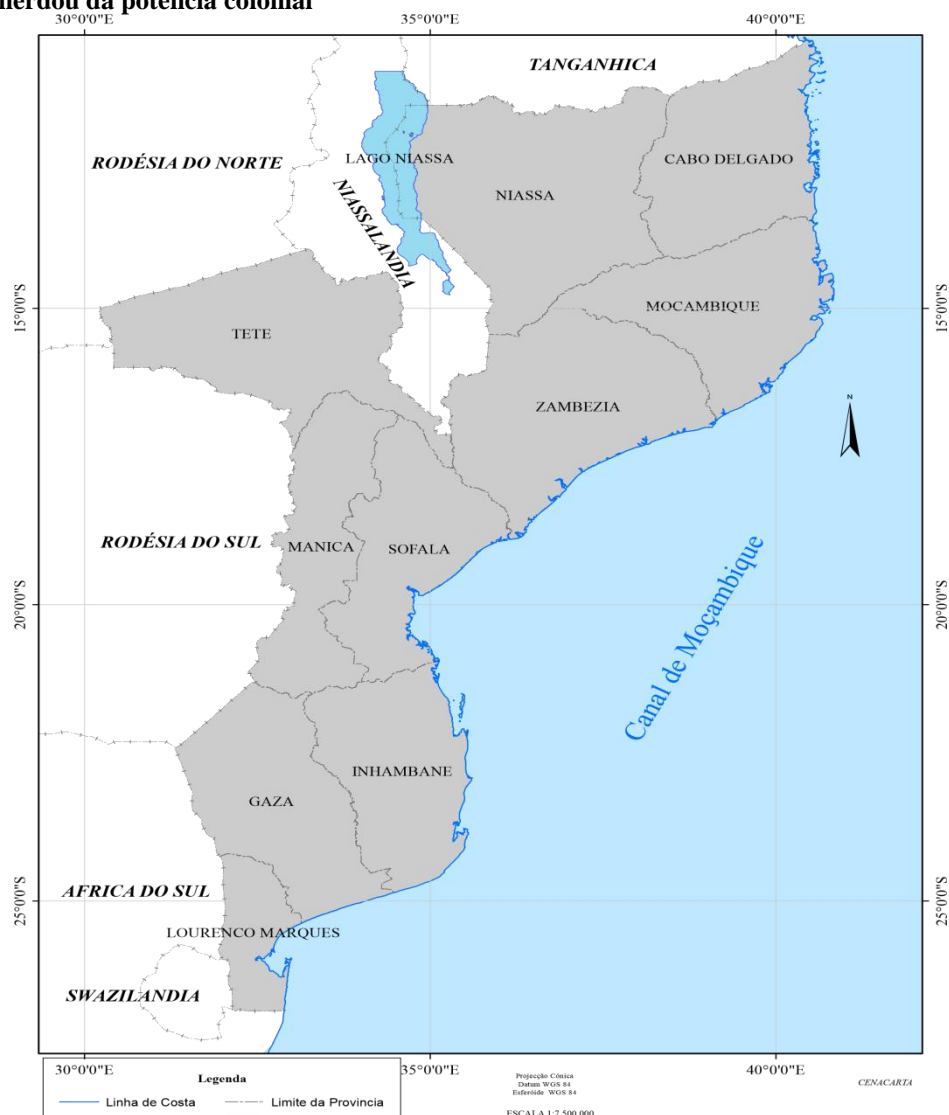 herdou da potência colonial
30°0'0"E 35°0'0"E 40°0'0"E
TANGANHICA
RODÉSIA DO NORTE
LAGO NIASSA
CABO DELGADO
NIASSA
NIASSALANDIA
15°0'0"S 15°0'0"S
MOCAMBIQUE
TETE
ZAMBEZIA
N
RODÉSIA DO SUL
MANICA
SOFALA
20°0'0"S 20°0'0"S
Canal de Moçambique
INHAMBANE
GAZA
AFRICA DO SUL
25°0'0"S 25°0'0"S
LOURENCO MARQUES
SWAZILANDIA
30°0'0"E 35°0'0"E 40°0'0"E
Legenda
Linha de Costa Limite da Provincia
Projecção Cónica
Datum WGS 84
Esferóide WGS 84
ESCALA 1:7 500 000
CENACARTA